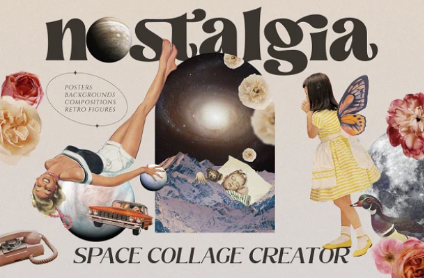 nostalgia
POSTERS
BACKGROUNDS
COMPOSITIONS
RETRO FIGURES
SPACE COLLAGE CREATOR